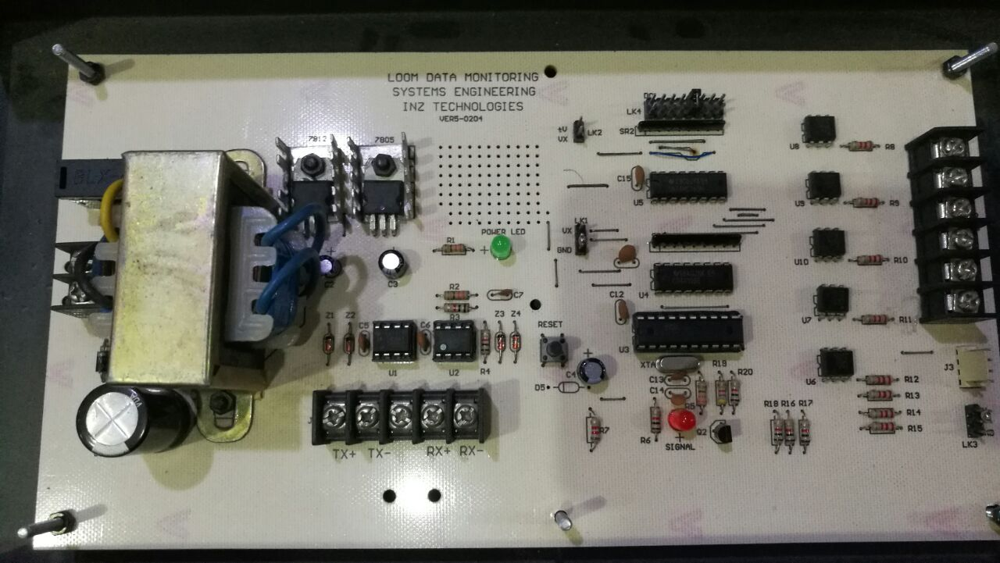 LOOM DATA MONITORING
SYSTEMS ENGINEERING
INZ TECHNOLOGIES
VER5-0204
7812
7805
LK4
SR2
+V
VX
LK2
C15
U5
U8
R8
U9
R9
POWER LED
+
R1
LK1
VX
GND
U10
R10
C2
C3
R2
R3
C7
U4
C12
U7
R11
Z1
Z2
C5
C6
Z3
Z4
RESET
U3
U1
U2
R4
XTA
R19
R20
C13
C14
C4
D5
U6
R12
R13
R14
R15
J3
R5
R18
R16
R17
R7
R6
SIGNAL
Q2
LK3
TX+
TX-
RX+
RX-